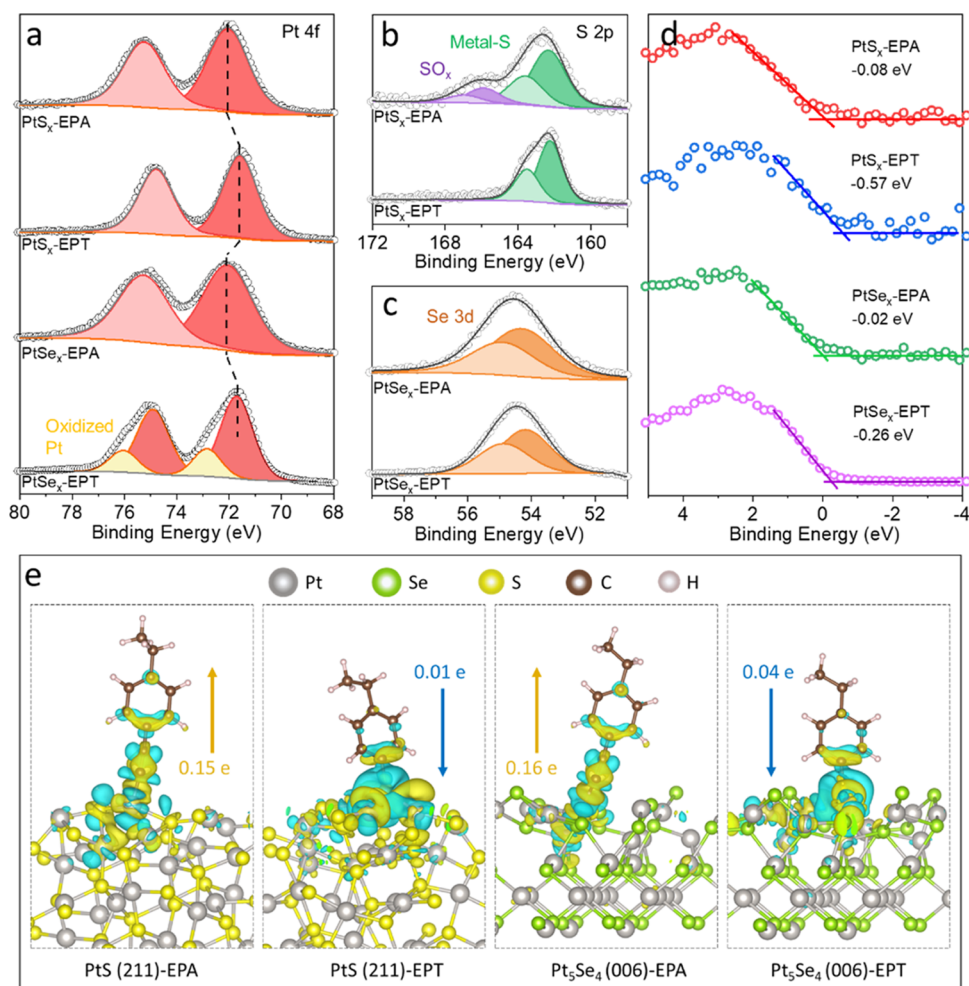 a
Pt 4f
PtSₓ-EPA
PtSₓ-EPT
PtSeₓ-EPA
Oxidized
Pt
PtSeₓ-EPT
80 78 76 74 72 70 68
Binding Energy (eV)
b
S 2p
Metal-S
SOₓ
PtSₓ-EPA
PtSₓ-EPT
172 168 164 160
Binding Energy (eV)
c
Se 3d
PtSeₓ-EPA
PtSeₓ-EPT
58 56 54 52
Binding Energy (eV)
d
PtSₓ-EPA
-0.08 eV
PtSₓ-EPT
-0.57 eV
PtSeₓ-EPA
-0.02 eV
PtSeₓ-EPT
-0.26 eV
4 2 0 -2 -4
Binding Energy (eV)
e
Pt Se S C H
0.15 e
0.01 e
0.16 e
0.04 e
PtS (211)-EPA
PtS (211)-EPT
Pt₅Se₄ (006)-EPA
Pt₅Se₄ (006)-EPT